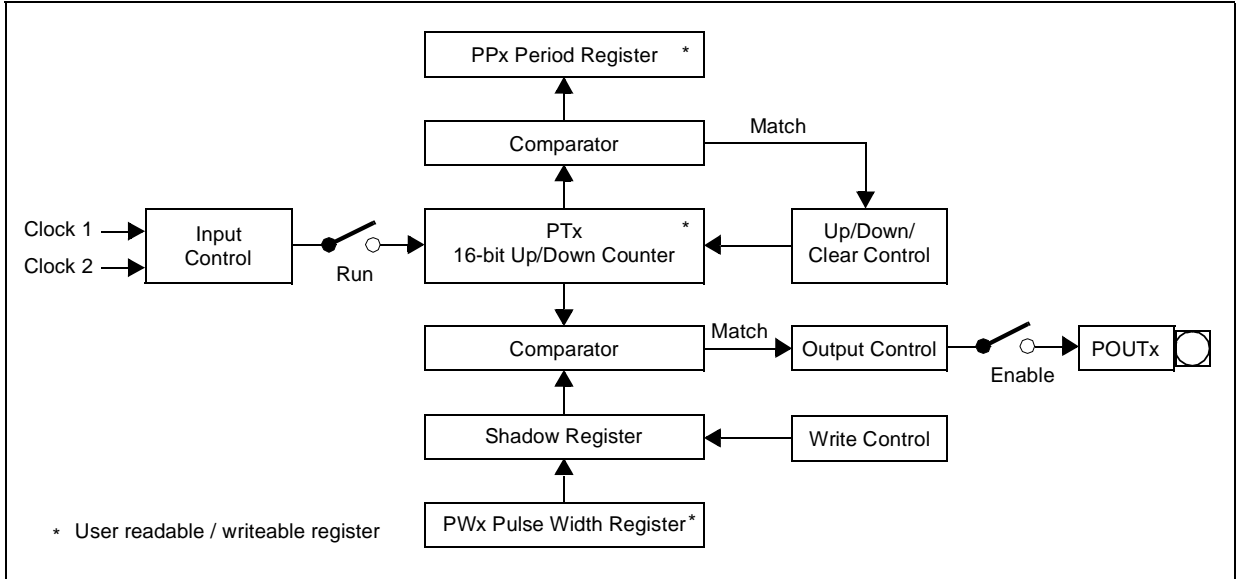 PPx Period Register *
Comparator
Match
Clock 1
Clock 2
Input
Control
Run
PTx *
16-bit Up/Down Counter
Up/Down/
Clear Control
Comparator
Match
Output Control
Enable
POUTx
Shadow Register
Write Control
PWx Pulse Width Register *
* User readable / writeable register